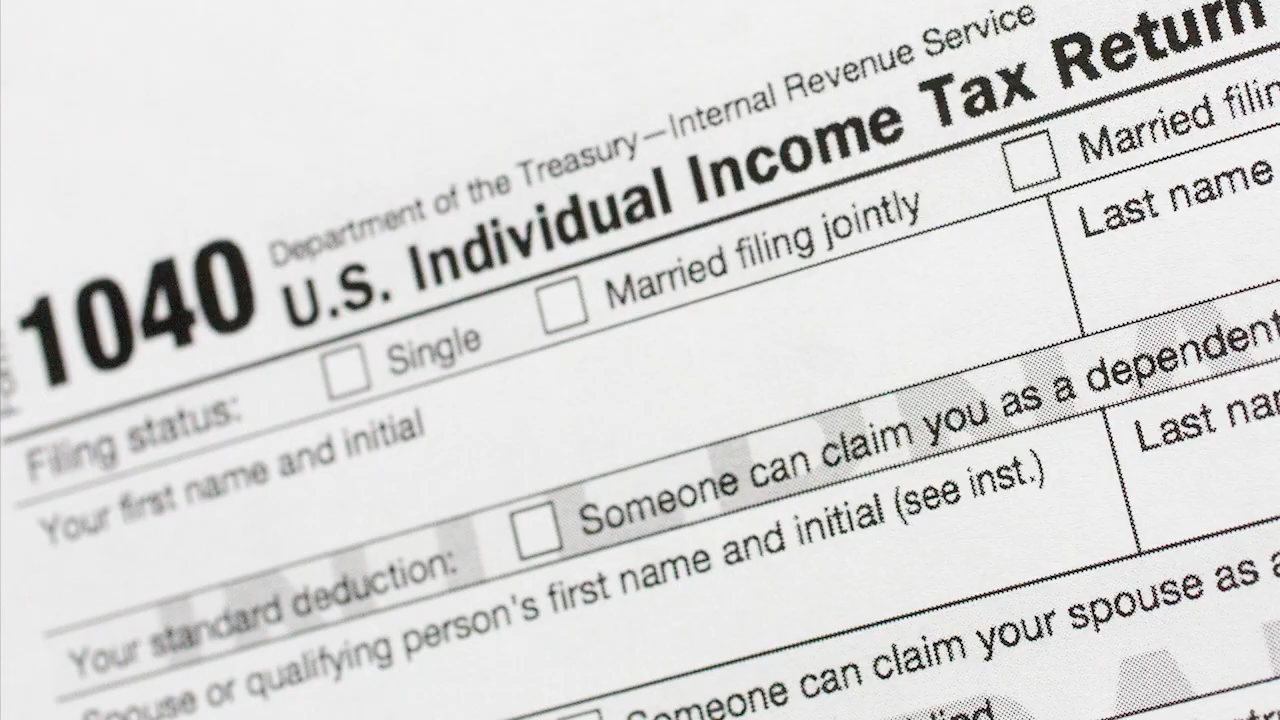 Form 1040 Department of the Treasury—Internal Revenue Service
U.S. Individual Income Tax Return
Filing status: Single Married filing jointly Married
Your first name and initial Last name
Your standard deduction: Someone can claim you as a dependent
Spouse or qualifying person's first name and initial (see inst.) Last
Someone can claim your spouse as a